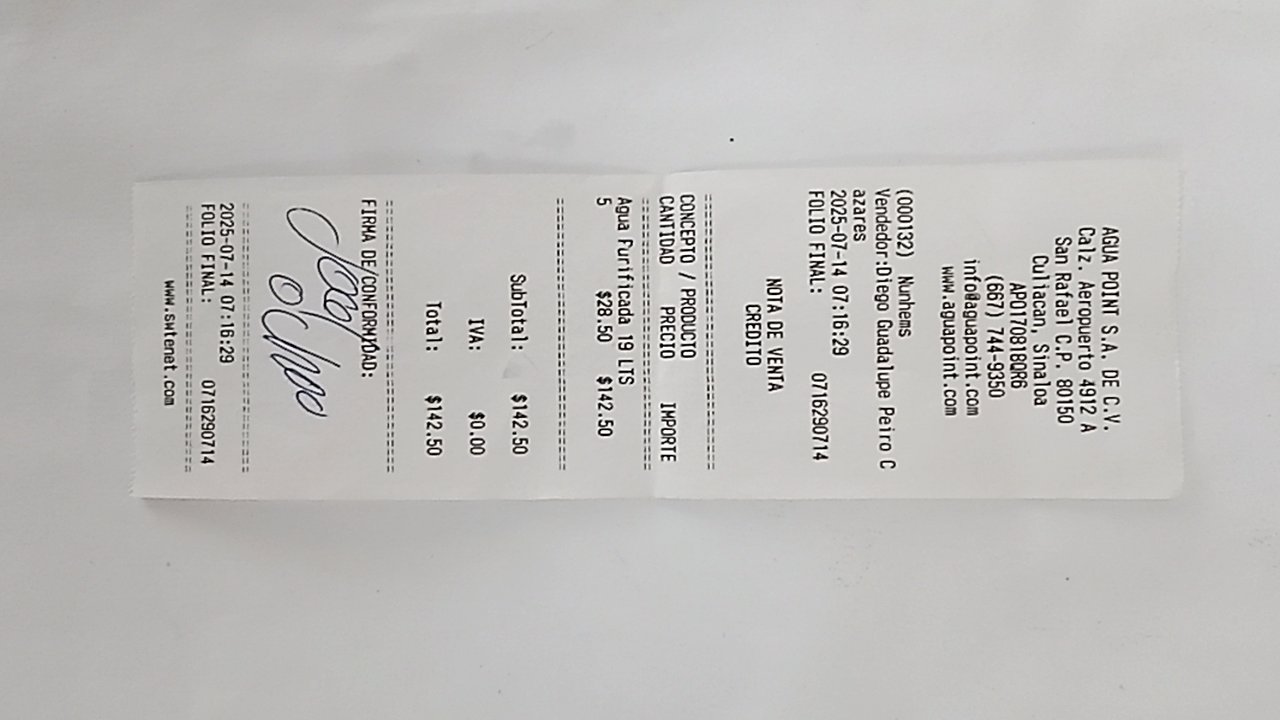 AGUA POINT S.A. DE C.V.
Calz. Aeropuerto 4912 A
San Rafael C.P. 80150
Culiacan, Sinaloa
APO170818QR6
(667) 744-9350
info@aguapoint.com
www.aguapoint.com
(000132) Nunhems
Vendedor:Diego Guadalupe Peiro C
azares
2025-07-14 07:16:29
FOLIO FINAL: 0716290714
NOTA DE VENTA
CREDITO
================================
CONCEPTO / PRODUCTO
CANTIDAD PRECIO IMPORTE
================================
Agua Purificada 19 LTS
5 $28.50 $142.50
================================
SubTotal: $142.50
IVA: $0.00
Total: $142.50
================================
FIRMA DE/CONFORMIDAD:
================================
2025-07-14 07:16:29
FOLIO FINAL: 0716290714
================================
www.swtenet.com